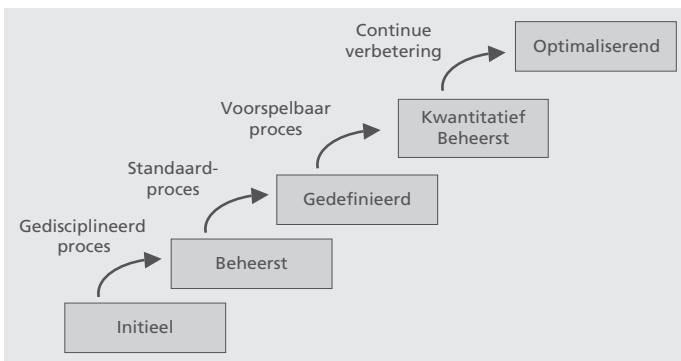 Continue
verbetering
Optimaliserend
Voorspelbaar
proces
Kwantitatief
Beheerst
Standaard-
proces
Gedefinieerd
Gedisciplineerd
proces
Beheerst
Initieel